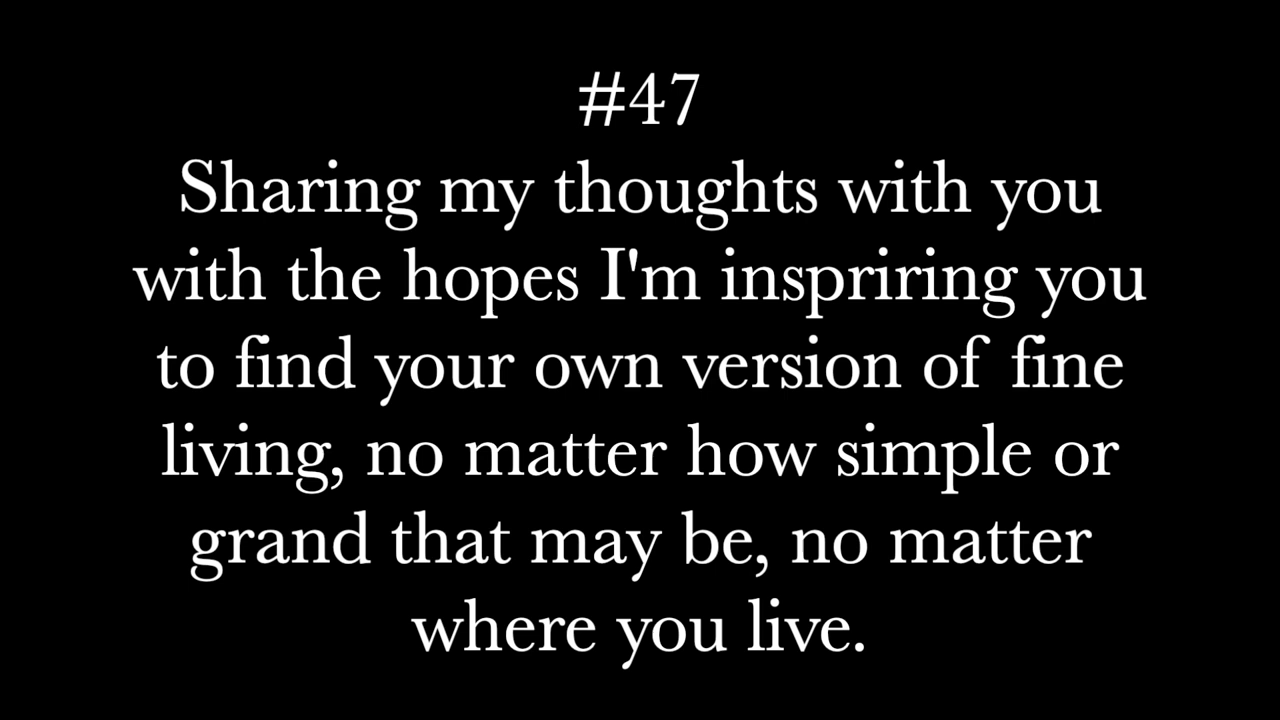 #47
Sharing my thoughts with you
with the hopes I'm inspriring you
to find your own version of fine
living, no matter how simple or
grand that may be, no matter
where you live.